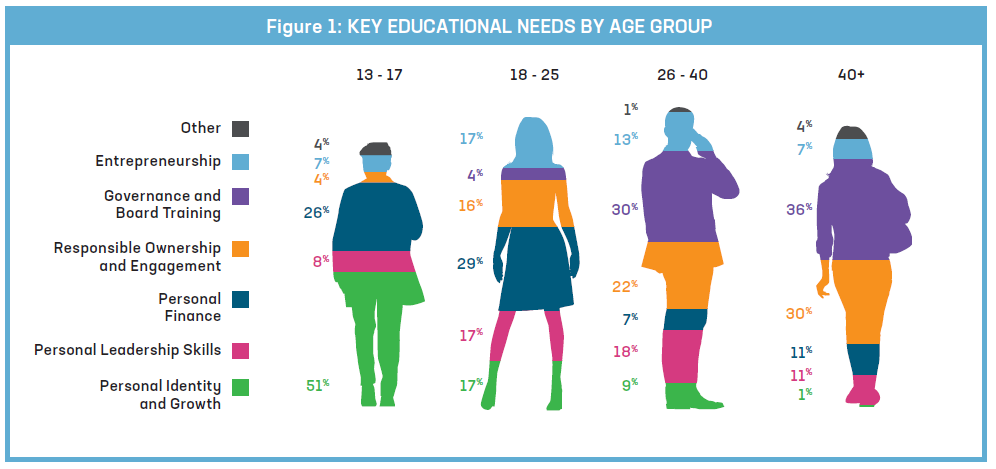 Figure 1: KEY EDUCATIONAL NEEDS BY AGE GROUP
13 - 17
18 - 25
26 - 40
40+
Other
Entrepreneurship
Governance and
Board Training
Responsible Ownership
and Engagement
Personal
Finance
Personal Leadership Skills
Personal Identity
and Growth
4%
7%
4%
26%
8%
51%
17%
4%
16%
29%
17%
17%
1%
13%
30%
22%
7%
18%
9%
4%
7%
36%
30%
11%
11%
1%